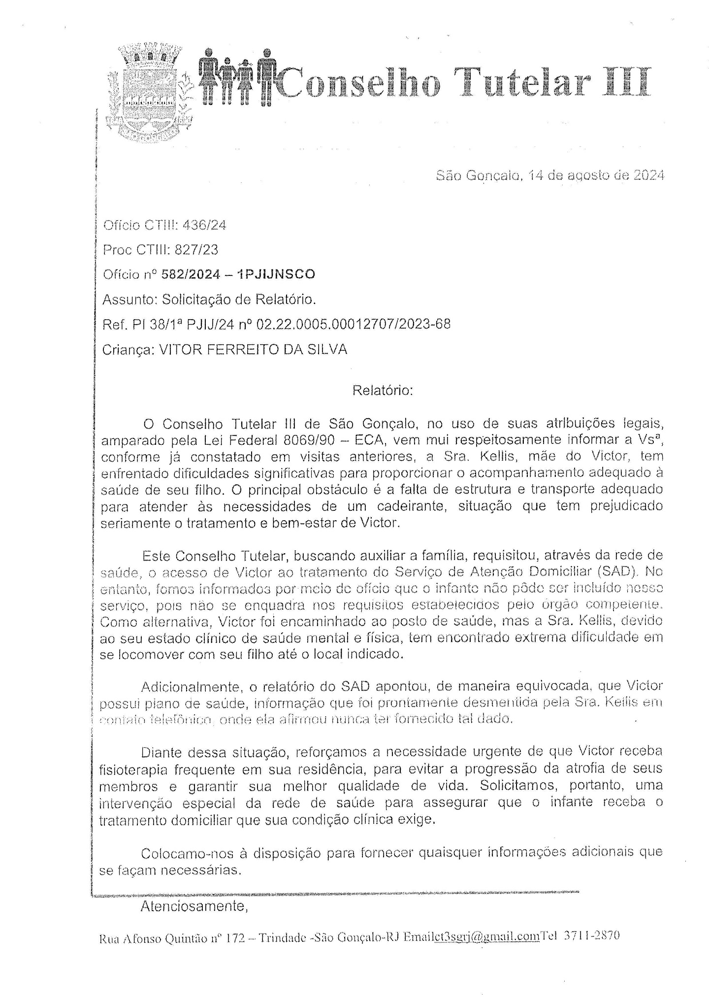 Conselho Tutelar III
SÃO GONÇALO
São Gonçalo, 14 de agosto de 2024
Ofício CTIII: 436/24
Proc CTIII: 827/23
Ofício nº 582/2024 – 1PJIJNSCO
Assunto: Solicitação de Relatório.
Ref. PI 38/1ª PJIJ/24 nº 02.22.0005.00012707/2023-68
Criança: VITOR FERREITO DA SILVA
Relatório:
O Conselho Tutelar III de São Gonçalo, no uso de suas atribuições legais,
amparado pela Lei Federal 8069/90 – ECA, vem mui respeitosamente informar a Vsª,
conforme já constatado em visitas anteriores, a Sra. Kellis, mãe do Victor, tem
enfrentado dificuldades significativas para proporcionar o acompanhamento adequado à
saúde de seu filho. O principal obstáculo é a falta de estrutura e transporte adequado
para atender às necessidades de um cadeirante, situação que tem prejudicado
seriamente o tratamento e bem-estar de Victor.
Este Conselho Tutelar, buscando auxiliar a família, requisitou, através da rede de
saúde, o acesso de Victor ao tratamento do Serviço de Atenção Domiciliar (SAD). No
entanto, fomos informados por meio de ofício que o infante não pôde ser incluído nesse
serviço, pois não se enquadra nos requisitos estabelecidos pelo órgão competente.
Como alternativa, Victor foi encaminhado ao posto de saúde, mas a Sra. Kellis, devido
ao seu estado clínico de saúde mental e física, tem encontrado extrema dificuldade em
se locomover com seu filho até o local indicado.
Adicionalmente, o relatório do SAD apontou, de maneira equivocada, que Victor
possui plano de saúde, informação que foi prontamente desmentida pela Sra. Kellis em
contato telefônico, onde ela afirmou nunca ter fornecido tal dado.
Diante dessa situação, reforçamos a necessidade urgente de que Victor receba
fisioterapia frequente em sua residência, para evitar a progressão da atrofia de seus
membros e garantir sua melhor qualidade de vida. Solicitamos, portanto, uma
intervenção especial da rede de saúde para assegurar que o infante receba o
tratamento domiciliar que sua condição clínica exige.
Colocamo-nos à disposição para fornecer quaisquer informações adicionais que
se façam necessárias.
Atenciosamente,
Rua Afonso Quintão nº 172 – Trindade -São Gonçalo-RJ Emailct3sgrj@gmail.comTel 3711-2870